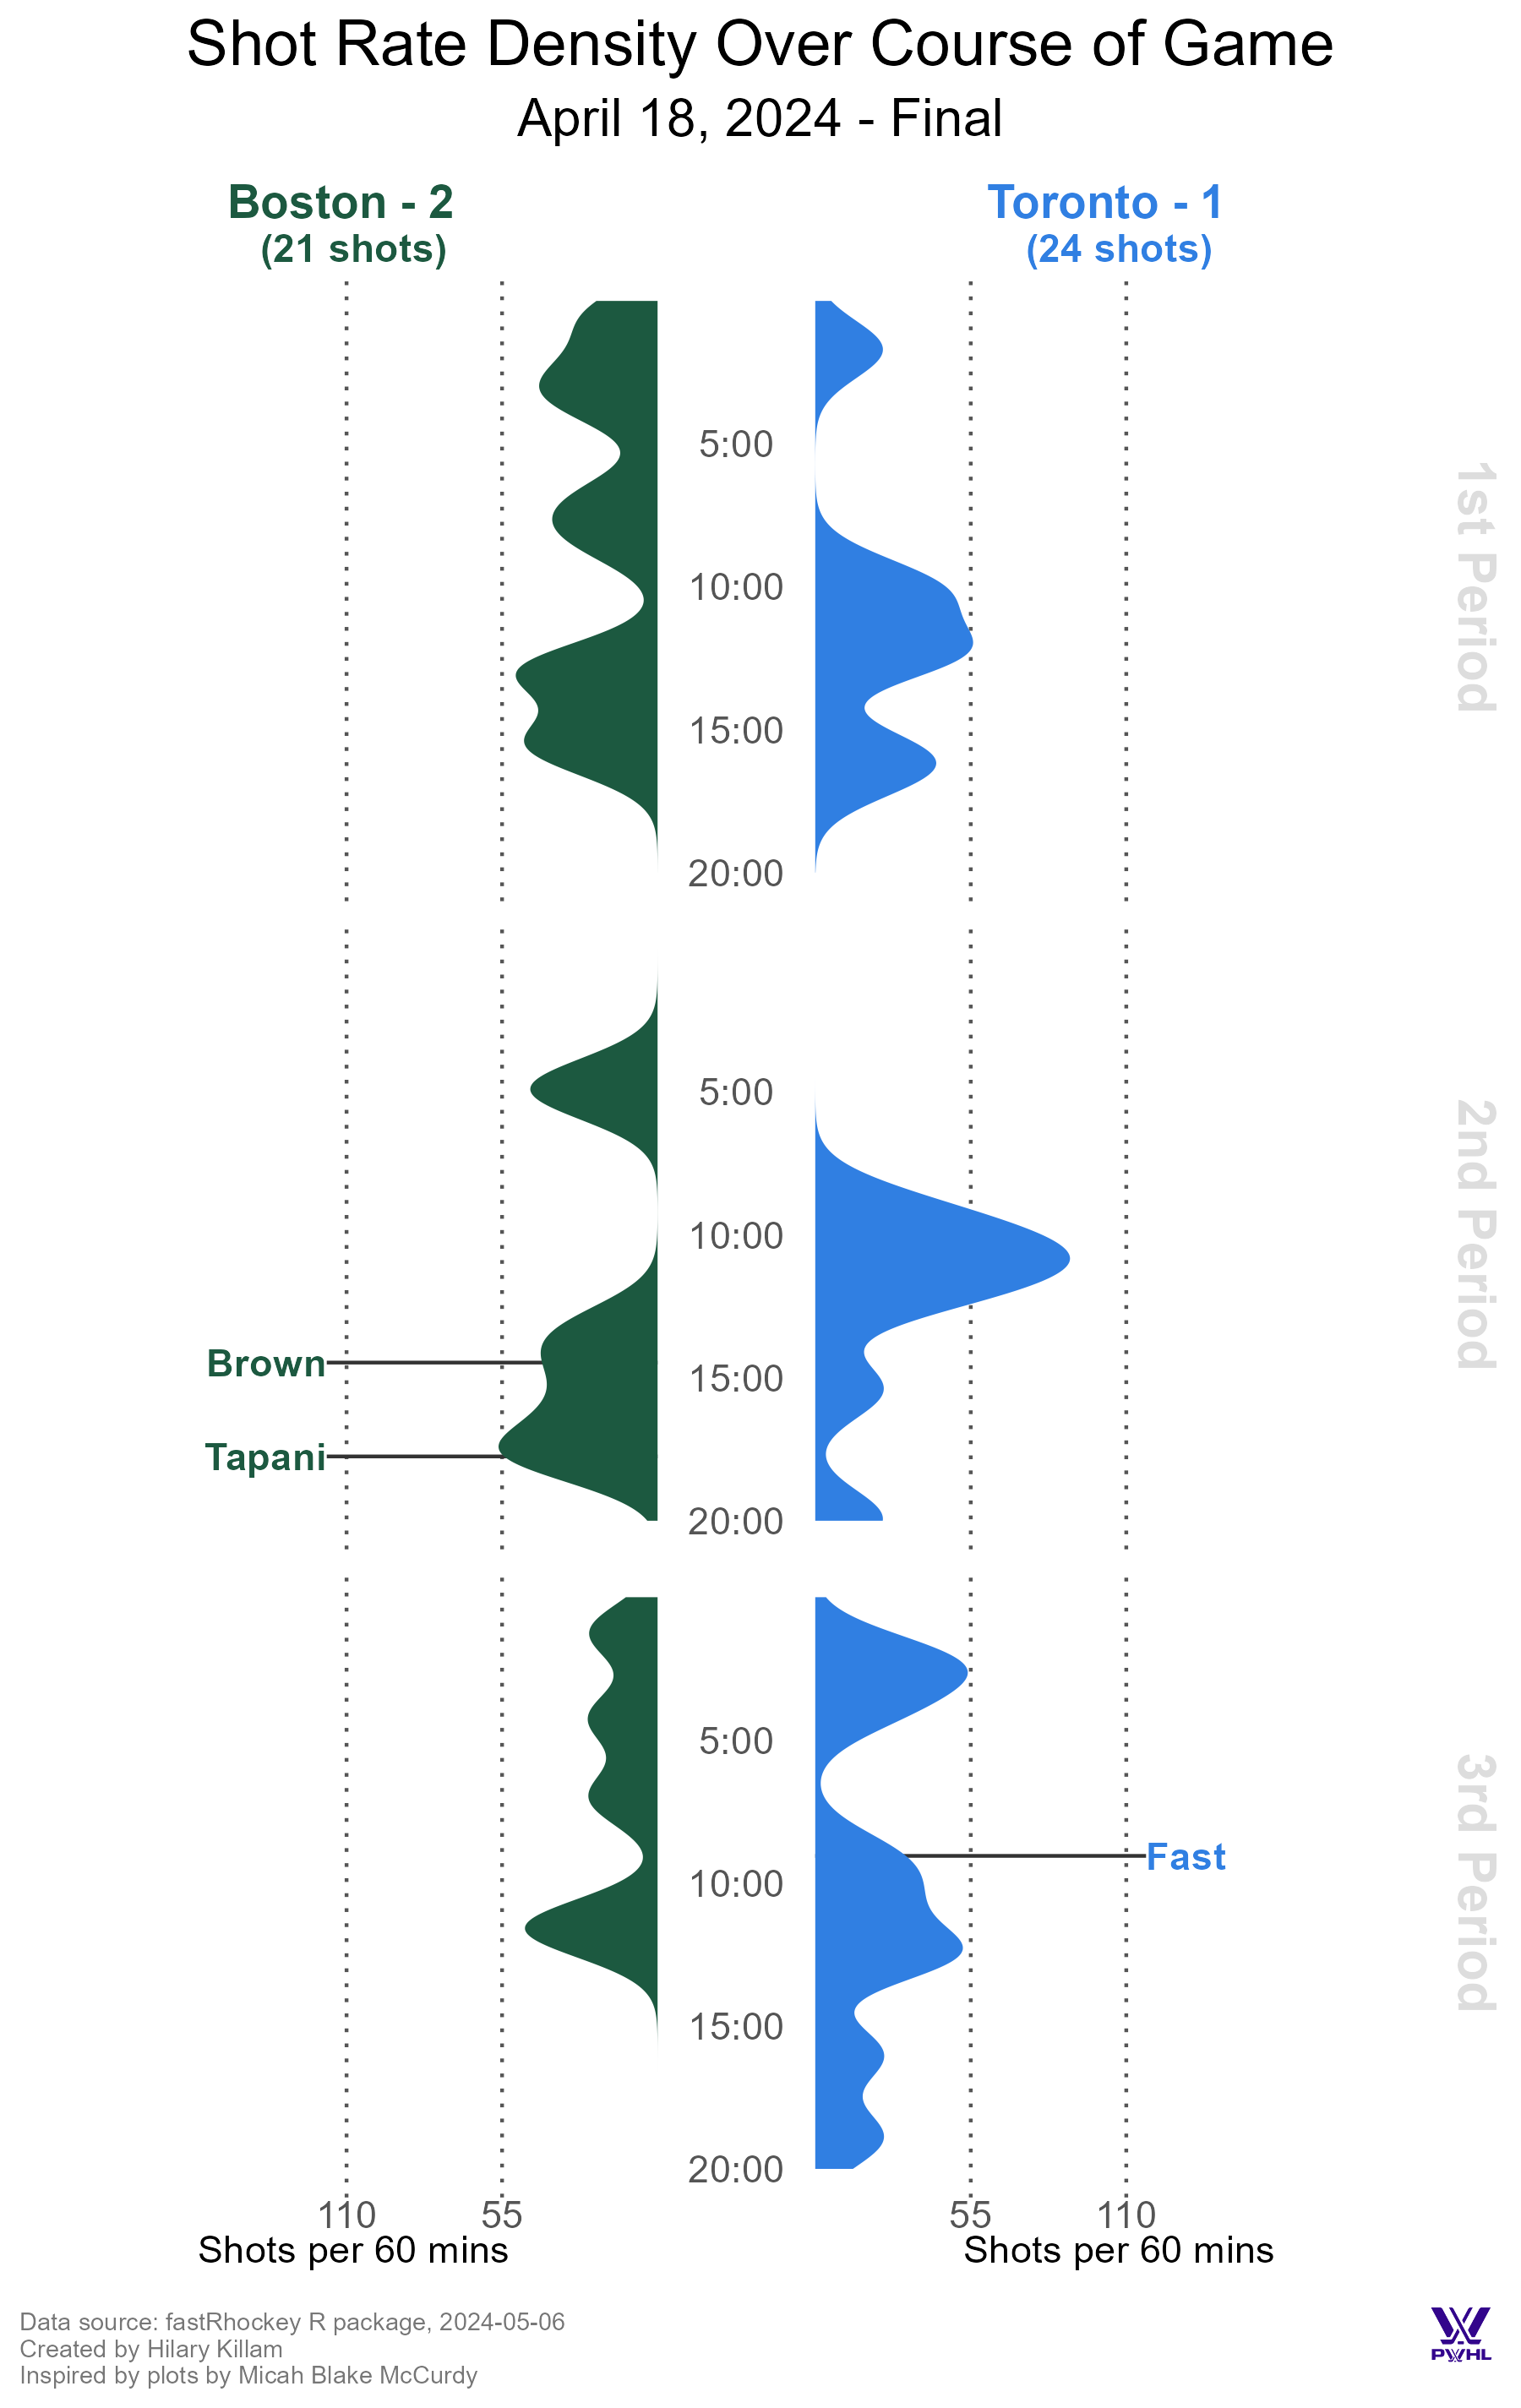 Shot Rate Density Over Course of Game
April 18, 2024 - Final
Boston - 2
(21 shots)
Toronto - 1
(24 shots)
5:00
10:00
15:00
20:00
1st Period
5:00
10:00
Brown
15:00
Tapani
20:00
2nd Period
5:00
Fast
10:00
15:00
20:00
3rd Period
110 55 55 110
Shots per 60 mins Shots per 60 mins
Data source: fastRhockey R package, 2024-05-06
Created by Hilary Killam
Inspired by plots by Micah Blake McCurdy
PWHL